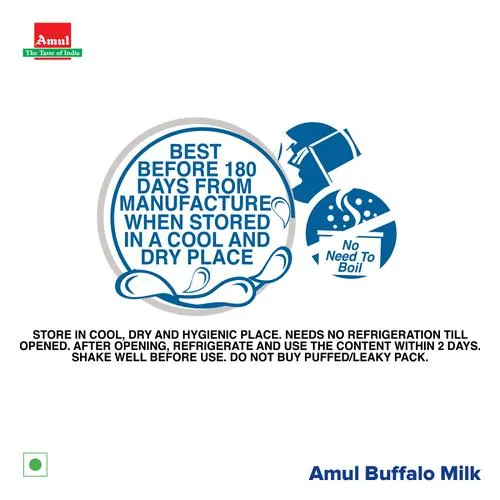 Amul
The Taste of India
BEST
BEFORE 180
DAYS FROM
MANUFACTURE
WHEN STORED
IN A COOL AND
DRY PLACE
No
Need To
Boil
STORE IN COOL, DRY AND HYGIENIC PLACE. NEEDS NO REFRIGERATION TILL
OPENED. AFTER OPENING, REFRIGERATE AND USE THE CONTENT WITHIN 2 DAYS.
SHAKE WELL BEFORE USE. DO NOT BUY PUFFED/LEAKY PACK.
Amul Buffalo Milk